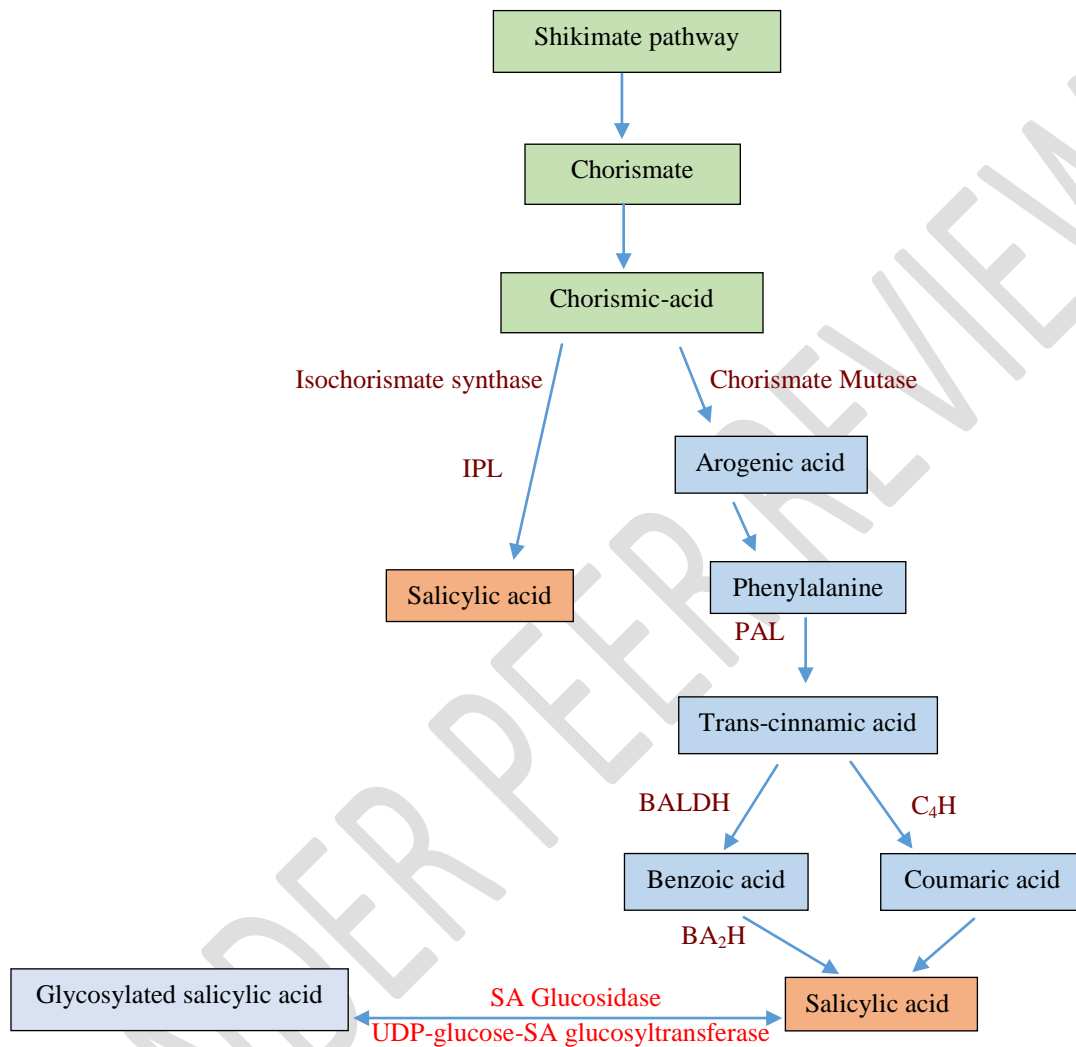 Shikimate pathway
Chorismate
Chorismic-acid
Isochorismate synthase
Chorismate Mutase
IPL
Arogenic acid
Salicylic acid
Phenylalanine
PAL
Trans-cinnamic acid
BALDH
C₄H
Benzoic acid
Coumaric acid
BA₂H
Glycosylated salicylic acid
SA Glucosidase
UDP-glucose-SA glucosyltransferase
Salicylic acid
PEER REVIEW